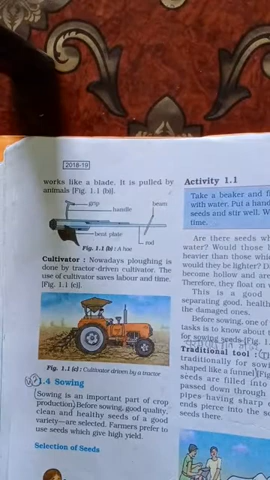 2018-19
works like a blade. It is pulled by
animals [Fig. 1.1 (b)].
grip
handle
beam
bent plate
rod
Fig. 1.1 (b) : A hoe
Cultivator : Nowadays ploughing is
done by tractor-driven cultivator. The
use of cultivator saves labour and time.
[Fig. 1.1 (c)]
Fig. 1.1 (c) : Cultivator driven by a tractor
1.4 Sowing
Sowing is an important part of crop
production. Before sowing, good quality,
clean and healthy seeds of a good
variety—are selected. Farmers prefer to
use seeds which give high yield.
Selection of Seeds
Activity 1.1
Take a beaker and
with water. Put a
seeds and stir well.
time.
Are there seeds
water? Would those
heavier than those
would they be lighter?
become hollow and
Therefore, they float on
This is a good
separating good,
the damaged ones.
Before sowing, one of
tasks is to know about
for sowing seeds [Fig. 1.
Traditional tool :
traditionally for
shaped like a funnel [Fig
seeds are filled into
passed down through
pipes having sharp
ends pierce into the
seeds there.